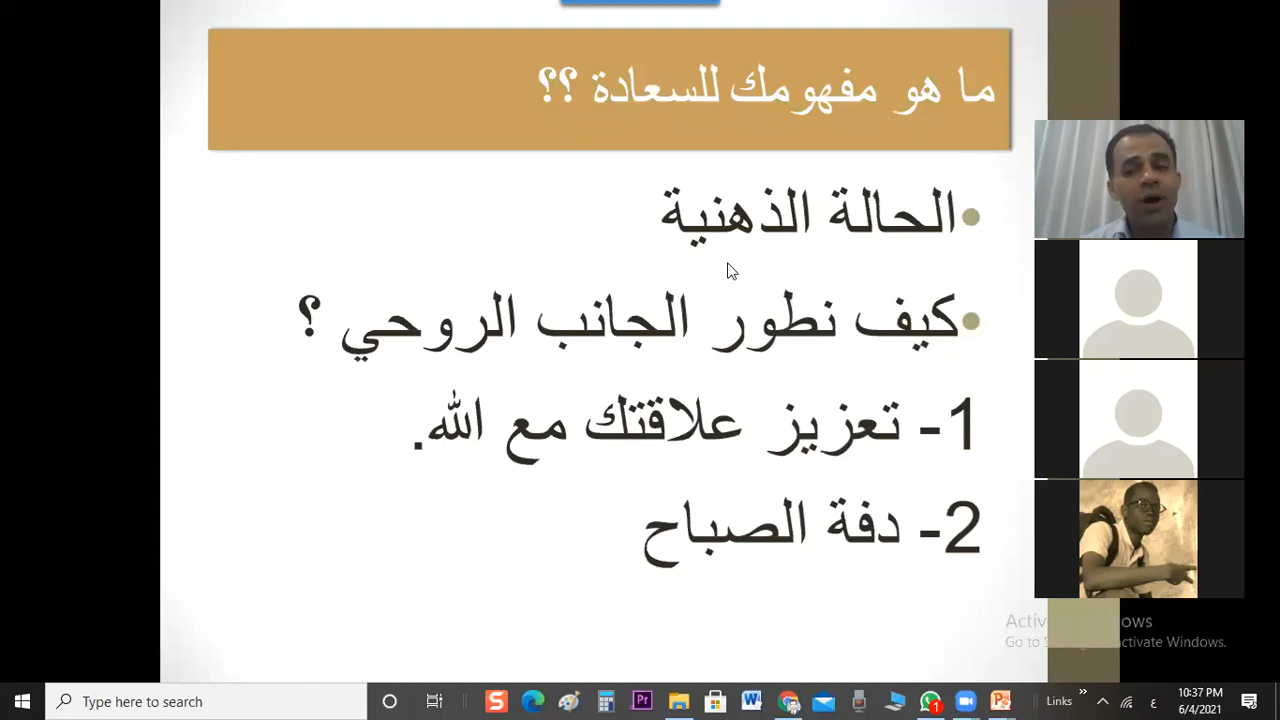 ما هو مفهومك للسعادة ؟؟
•الحالة الذهنية
•كيف نطور الجانب الروحي ؟
1- تعزيز علاقتك مع الله.
2- دفة الصباح
Type here to search
Links
10:37 PM
6/4/2021